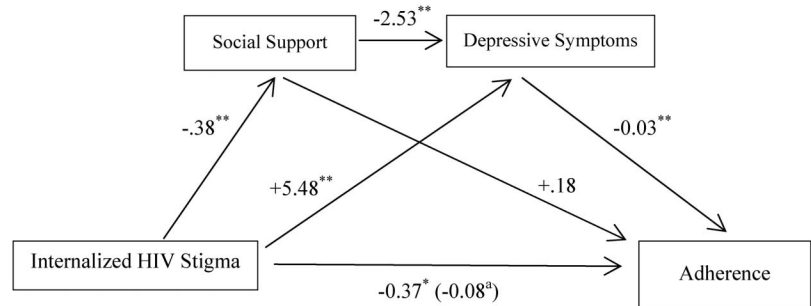 -2.53**
Social Support
Depressive Symptoms
-.38**
-0.03**
+5.48**
+.18
Internalized HIV Stigma
Adherence
-0.37* (-0.08ᵃ)